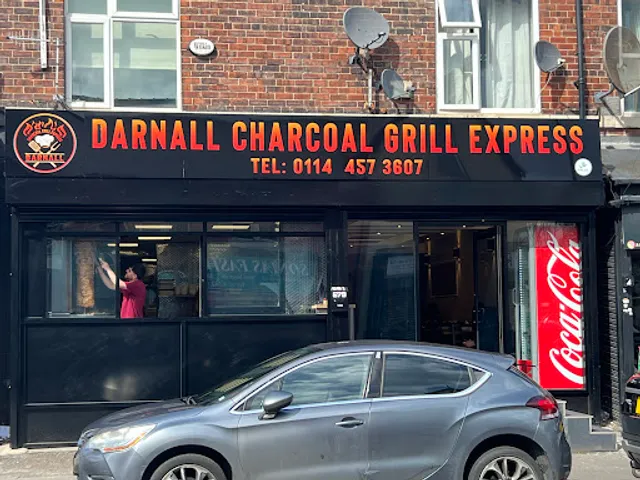 DARNALL CHARCOAL GRILL EXPRESS
TEL: 0114 457 3607
DARNALL
Coca-Cola